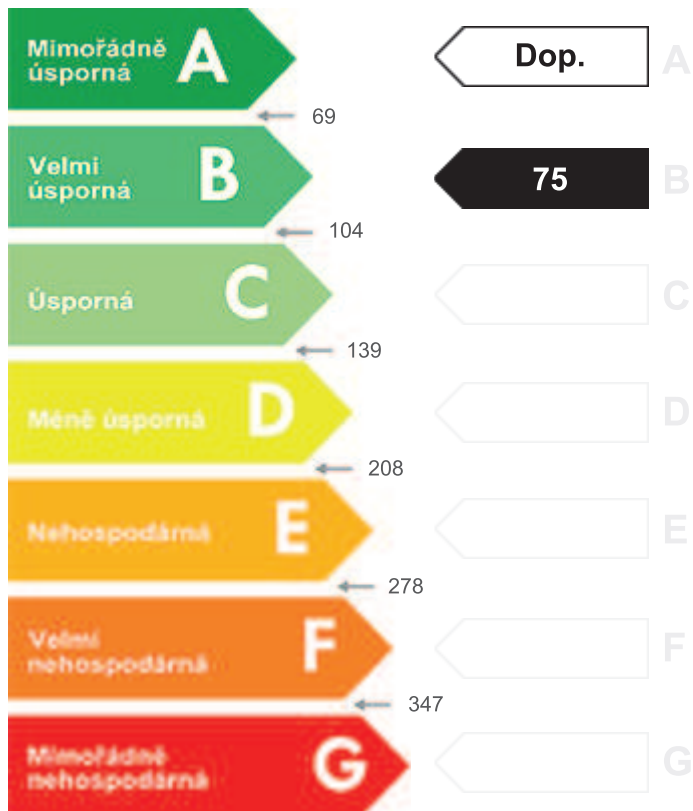 Mimořádně
úsporná
A
Dop.
A
69
Velmi
úsporná
B
75
B
104
Úsporná
C
C
139
Méně úsporná
D
D
208
Nehospodárná
E
E
278
Velmi
nehospodárná
F
F
347
Mimořádně
nehospodárná
G
G